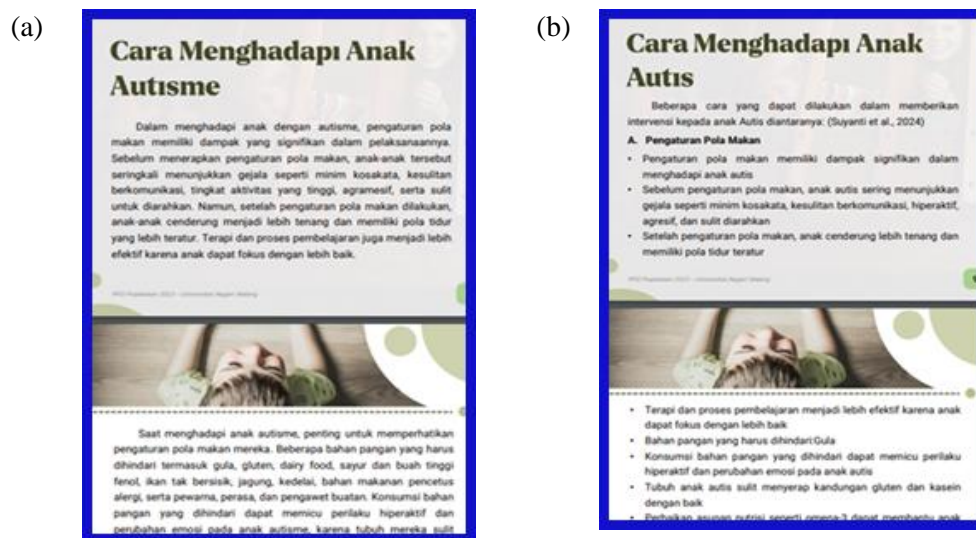 (a)
Cara Menghadapi Anak
Autisme
Dalam menghadapi anak dengan autisme, pengaturan pola
makan memiliki dampak yang signifikan dalam pelaksanaannya.
Sebelum menerapkan pengaturan pola makan, anak-anak tersebut
seringkali menunjukkan gejala seperti minim kosakata, kesulitan
berkomunikasi, tingkat aktivitas yang tinggi, agramesif, serta sulit
untuk diarahkan. Namun, setelah pengaturan pola makan dilakukan,
anak-anak cenderung menjadi lebih tenang dan memiliki pola tidur
yang lebih teratur. Terapi dan proses pembelajaran juga menjadi lebih
efektif karena anak dapat fokus dengan lebih baik.
Saat menghadapi anak autisme, penting untuk memperhatikan
pengaturan pola makan mereka. Beberapa bahan pangan yang harus
dihindari termasuk gula, gluten, dairy food, sayur dan buah tinggi
fenol, ikan tak bersisik, jagung, kedelai, bahan makanan pencetus
alergi, serta pewarna, perasa, dan pengawet buatan. Konsumsi bahan
pangan yang dihindari dapat memicu perilaku hiperaktif dan
perubahan emosi pada anak autisme, karena tubuh mereka sulit
(b)
Cara Menghadapi Anak
Autis
Beberapa cara yang dapat dilakukan dalam memberikan
intervensi kepada anak Autis diantaranya: (Suyanti et al., 2024)
A. Pengaturan Pola Makan
• Pengaturan pola makan memiliki dampak signifikan dalam
menghadapi anak autis
• Sebelum pengaturan pola makan, anak autis sering menunjukkan
gejala seperti minim kosakata, kesulitan berkomunikasi, hiperaktif,
agresif, dan sulit diarahkan
• Setelah pengaturan pola makan, anak cenderung lebih tenang dan
memiliki pola tidur teratur
• Terapi dan proses pembelajaran menjadi lebih efektif karena anak
dapat fokus dengan lebih baik
• Bahan pangan yang harus dihindari:Gula
• Konsumsi bahan pangan yang dihindari dapat memicu perilaku
hiperaktif dan perubahan emosi pada anak autis
• Tubuh anak autis sulit menyerap kandungan gluten dan kasein
dengan baik
• Perbaikan asupan nutrisi seperti omega-3 dapat membantu anak